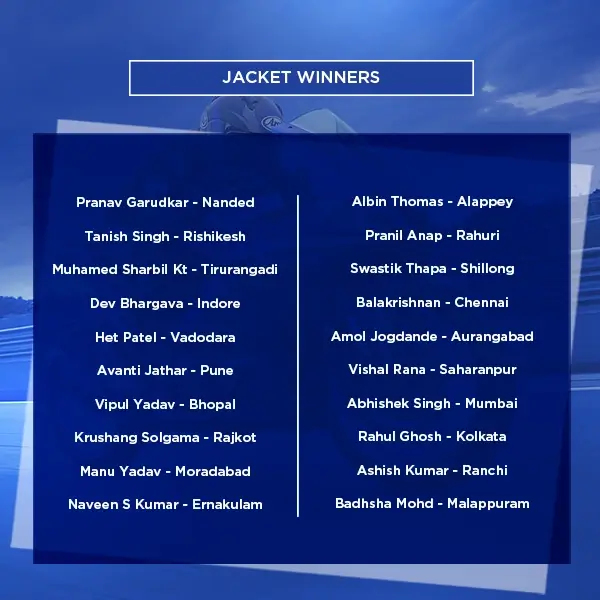 JACKET WINNERS
Pranav Garudkar - Nanded
Tanish Singh - Rishikesh
Muhamed Sharbil Kt - Tirurangadi
Dev Bhargava - Indore
Het Patel - Vadodara
Avanti Jathar - Pune
Vipul Yadav - Bhopal
Krushang Solgama - Rajkot
Manu Yadav - Moradabad
Naveen S Kumar - Ernakulam
Albin Thomas - Alappey
Pranil Anap - Rahuri
Swastik Thapa - Shillong
Balakrishnan - Chennai
Amol Jogdande - Aurangabad
Vishal Rana - Saharanpur
Abhishek Singh - Mumbai
Rahul Ghosh - Kolkata
Ashish Kumar - Ranchi
Badhsha Mohd - Malappuram